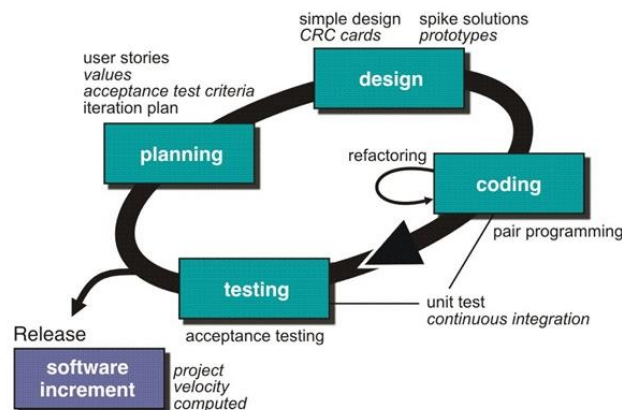 simple design
CRC cards
spike solutions
prototypes
user stories
values
acceptance test criteria
iteration plan
design
planning
refactoring
coding
pair programming
testing
unit test
continuous integration
acceptance testing
Release
software
increment
project
velocity
computed